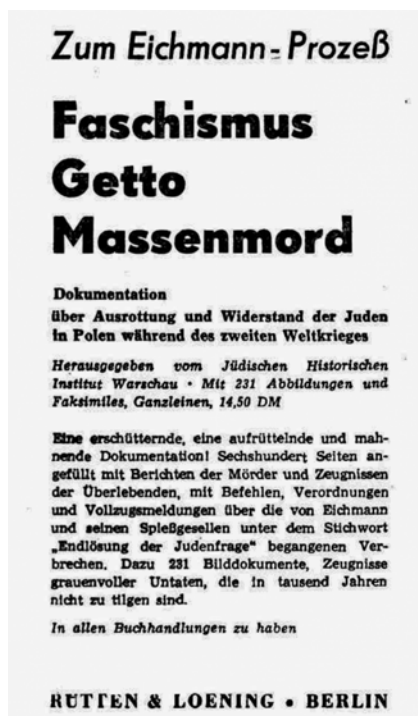 Zum Eichmann-Prozeß
Faschismus
Getto
Massenmord
Dokumentation
über Ausrottung und Widerstand der Juden
in Polen während des zweiten Weltkrieges
Herausgegeben vom Jüdischen Historischen
Institut Warschau • Mit 231 Abbildungen und
Faksimiles, Ganzleinen, 14,50 DM
Eine erschütternde, eine aufrüttelnde und mah-
nende Dokumentation! Sechshundert Seiten an-
gefüllt mit Berichten der Mörder und Zeugnissen
der Überlebenden, mit Befehlen, Verordnungen
und Vollzugsmeldungen über die von Eichmann
und seinen Spießgesellen unter dem Stichwort
„Endlösung der Judenfrage“ begangenen Ver-
brechen. Dazu 231 Bilddokumente, Zeugnisse
grauenvoller Untaten, die in tausend Jahren
nicht zu tilgen sind.
In allen Buchhandlungen zu haben
RÜTTEN & LOENING • BERLIN